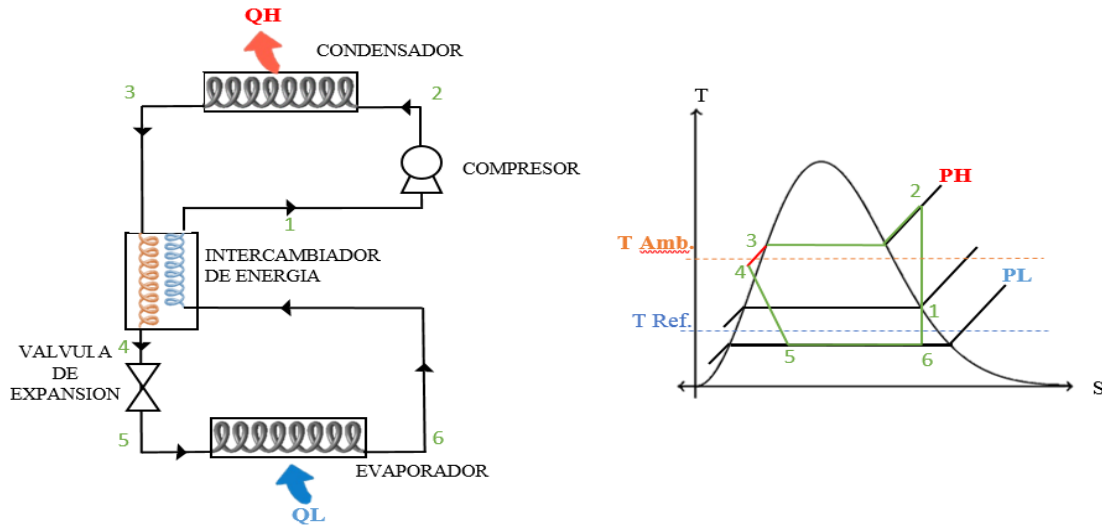 QH
CONDENSADOR
3
2
COMPRESOR
1
INTERCAMBIADOR
DE ENERGIA
4
VALVULA
DE
EXPANSION
5
6
EVAPORADOR
QL
T
PH
2
T Amb.
3
4
PL
1
T Ref.
5
6
S